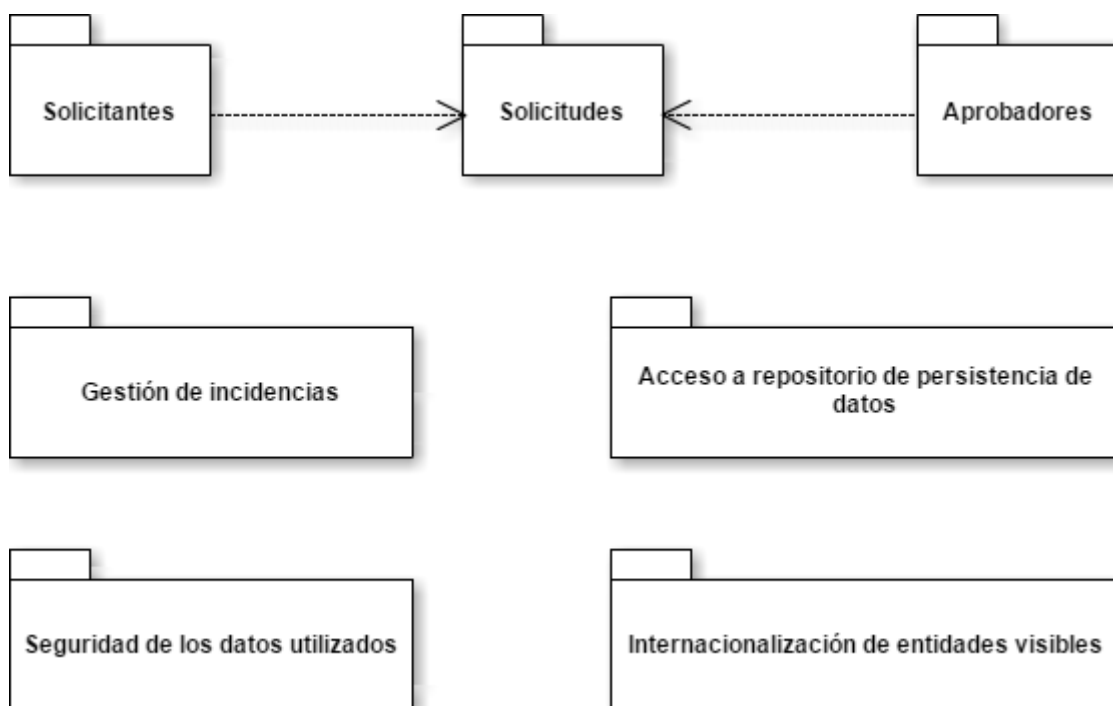 Solicitantes
Solicitudes
Aprobadores
Gestión de incidencias
Acceso a repositorio de persistencia de
datos
Seguridad de los datos utilizados
Internacionalización de entidades visibles